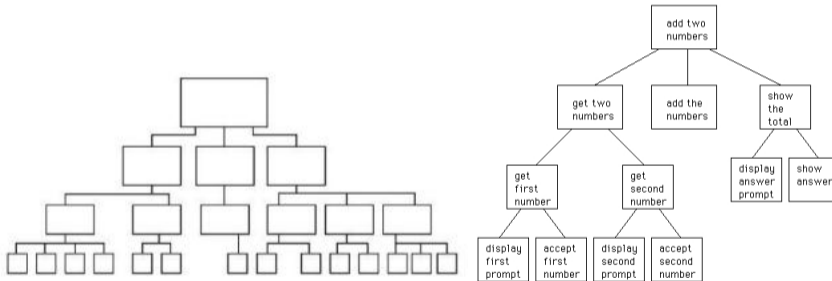 add two
numbers
get two
numbers
add the
numbers
show
the
total
get
first
number
get
second
number
display
answer
prompt
show
answer
display
first
prompt
accept
first
number
display
second
prompt
accept
second
number